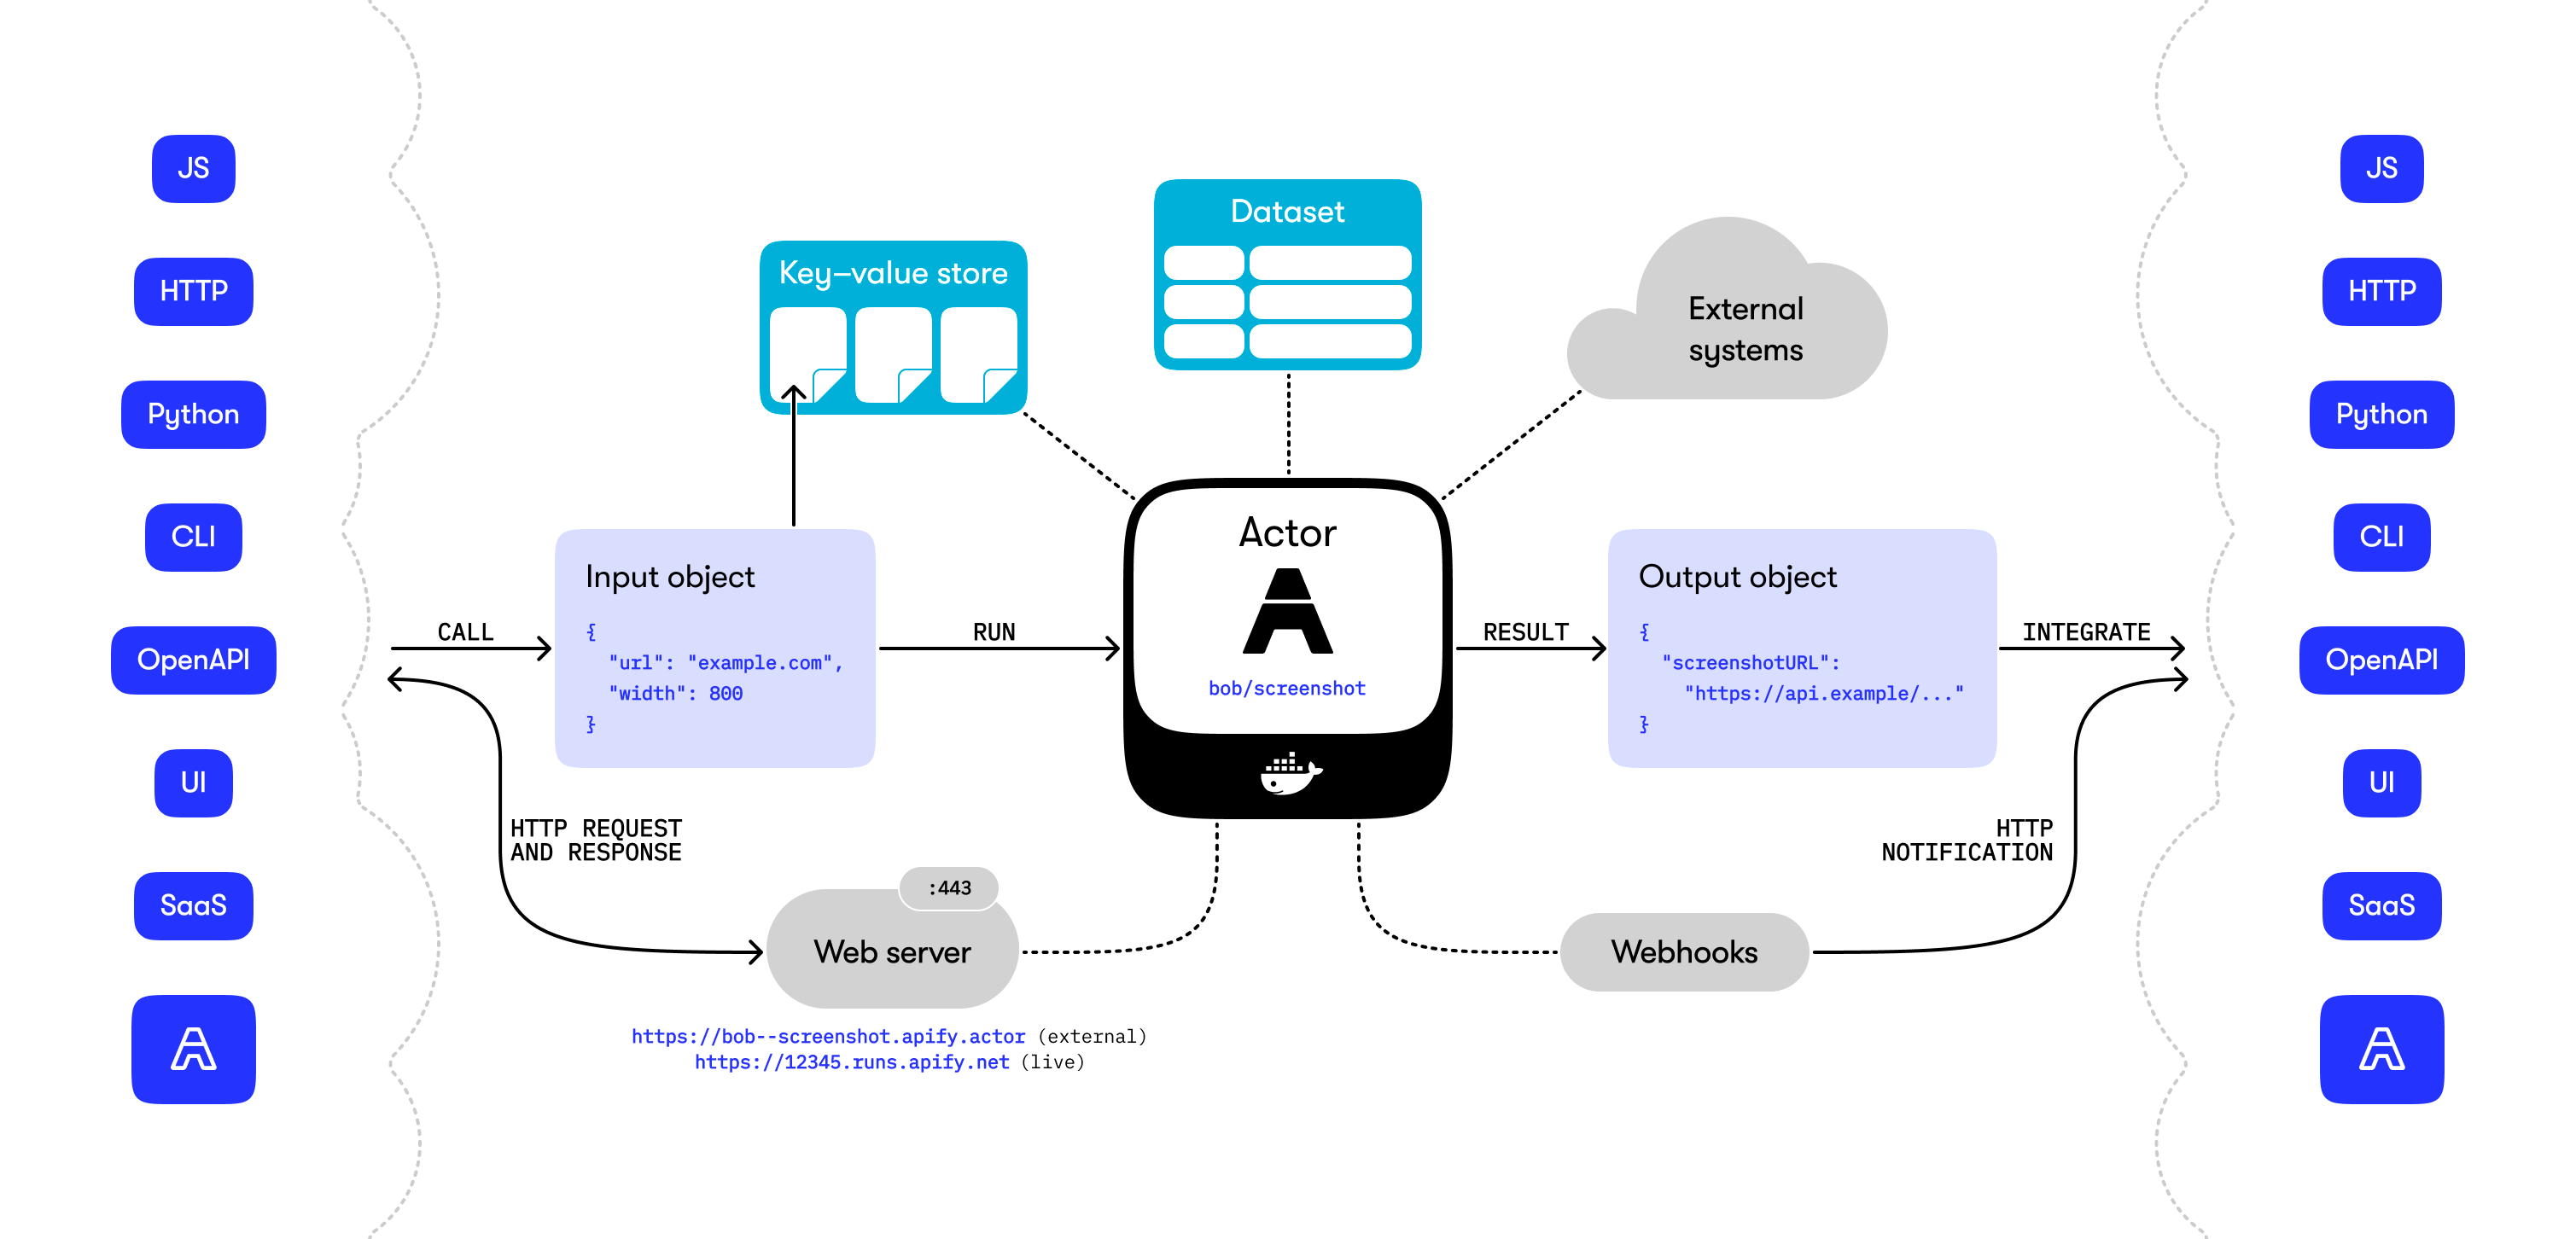 JS
HTTP
Python
CLI
OpenAPI
UI
SaaS
CALL
HTTP REQUEST
AND RESPONSE
Key–value store
Input object
{
"url": "example.com",
"width": 800
}
RUN
Dataset
External
systems
Actor
bob/screenshot
RESULT
Output object
{
"screenshotURL":
"https://api.example/..."
}
INTEGRATE
:443
Web server
https://bob--screenshot.apify.actor (external)
https://12345.runs.apify.net (live)
Webhooks
HTTP
NOTIFICATION
JS
HTTP
Python
CLI
OpenAPI
UI
SaaS